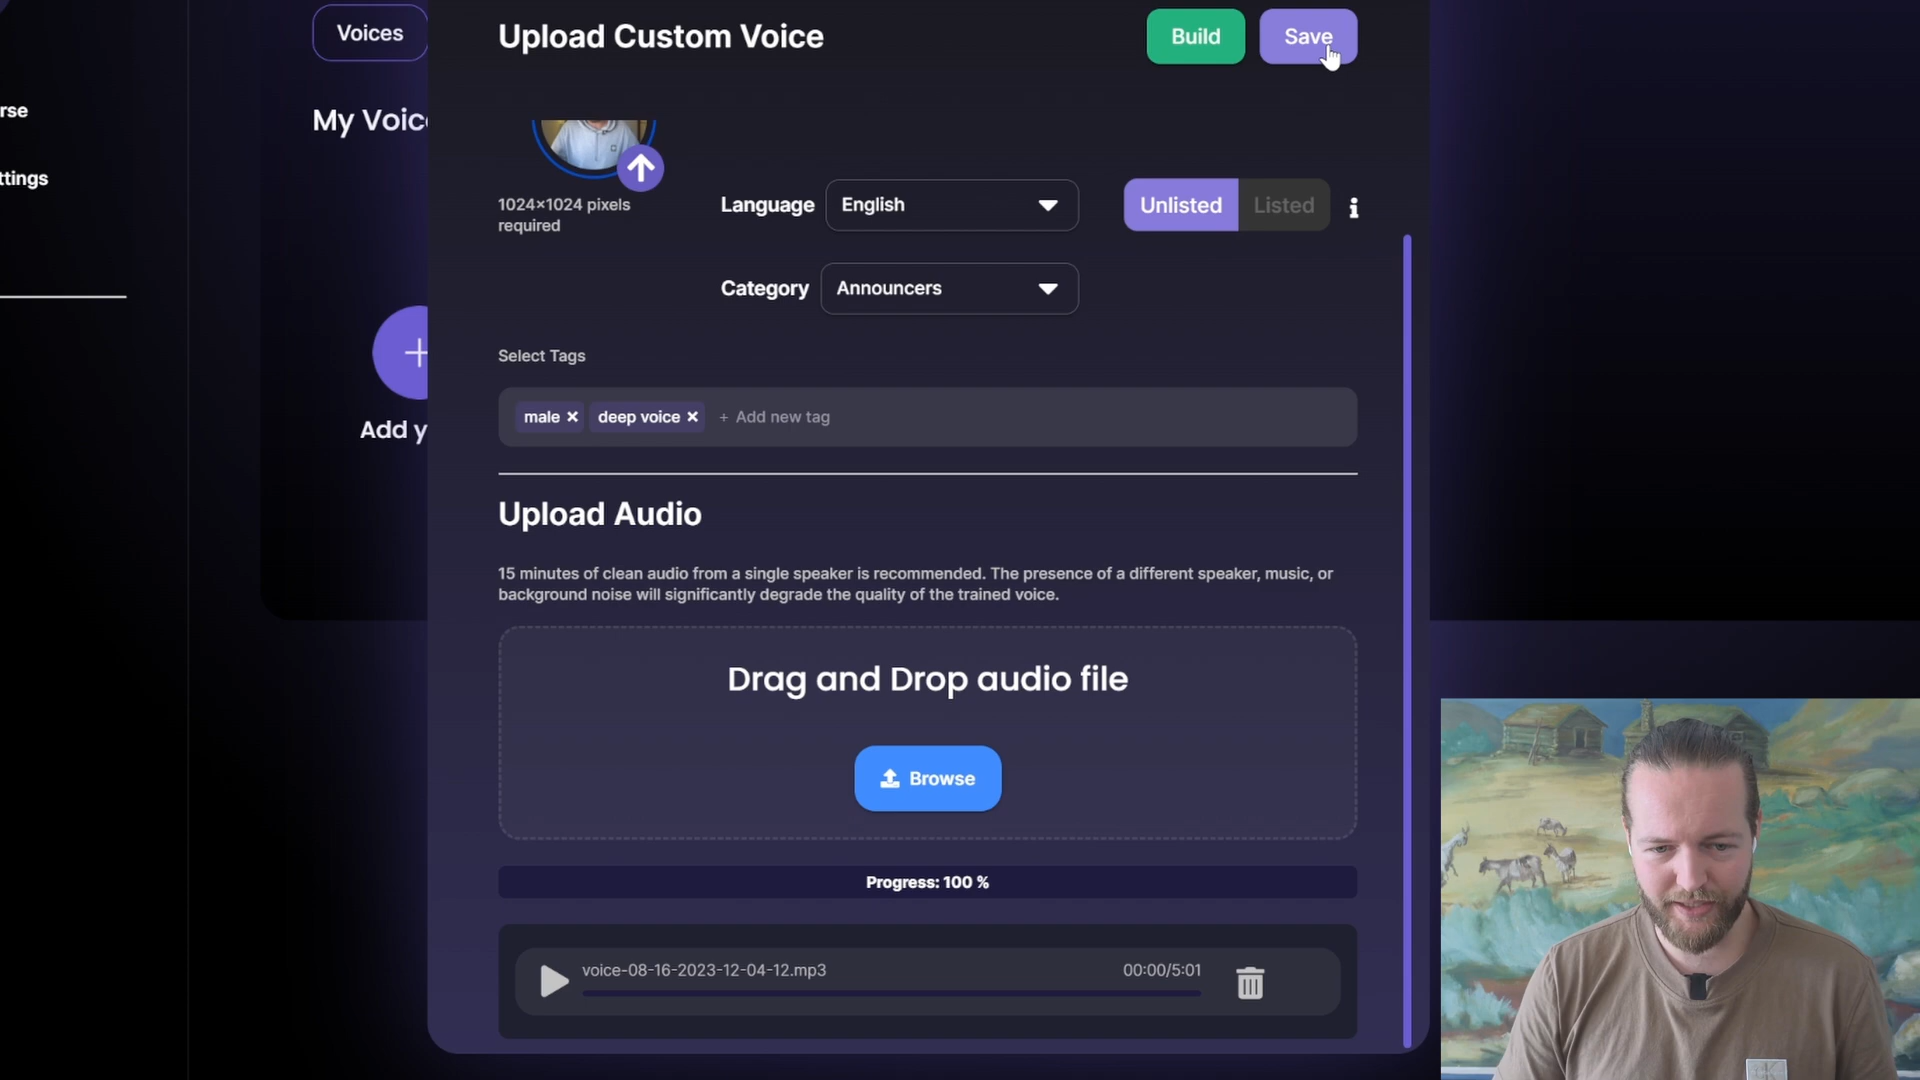 Voices
Upload Custom Voice
Build
Save
rse
My Voic
ttings
1024×1024 pixels
required
Language
English
Unlisted
Listed
Category
Announcers
Select Tags
male ×
deep voice ×
+ Add new tag
Add y
Upload Audio
15 minutes of clean audio from a single speaker is recommended. The presence of a different speaker, music, or
background noise will significantly degrade the quality of the trained voice.
Drag and Drop audio file
Browse
Progress: 100 %
voice-08-16-2023-12-04-12.mp3
00:00/5:01